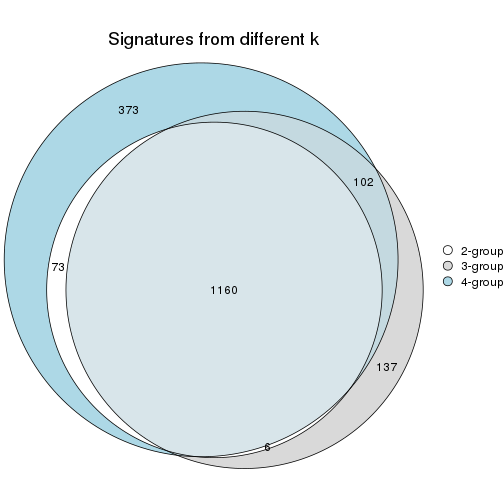 Signatures from different k
373
102
73
1160
137
6
2-group
3-group
4-group